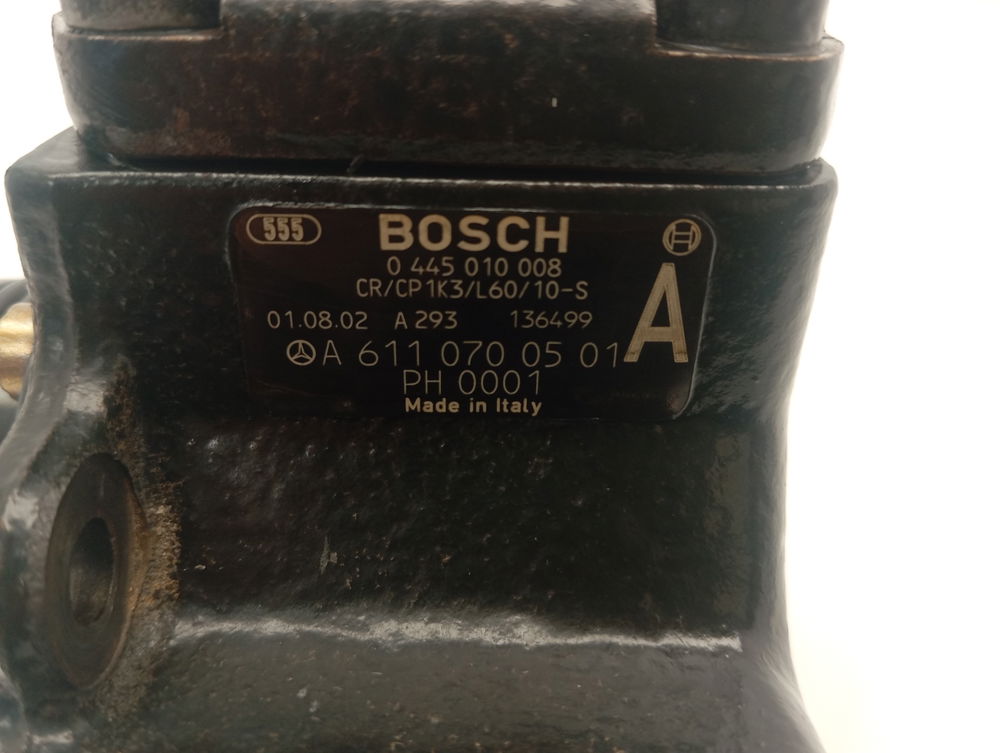 555 BOSCH
0 445 010 008
CR/CP1K3/L60/10-S
01.08.02 A 293 136499 A
A 611 070 05 01
PH 0001
Made in Italy